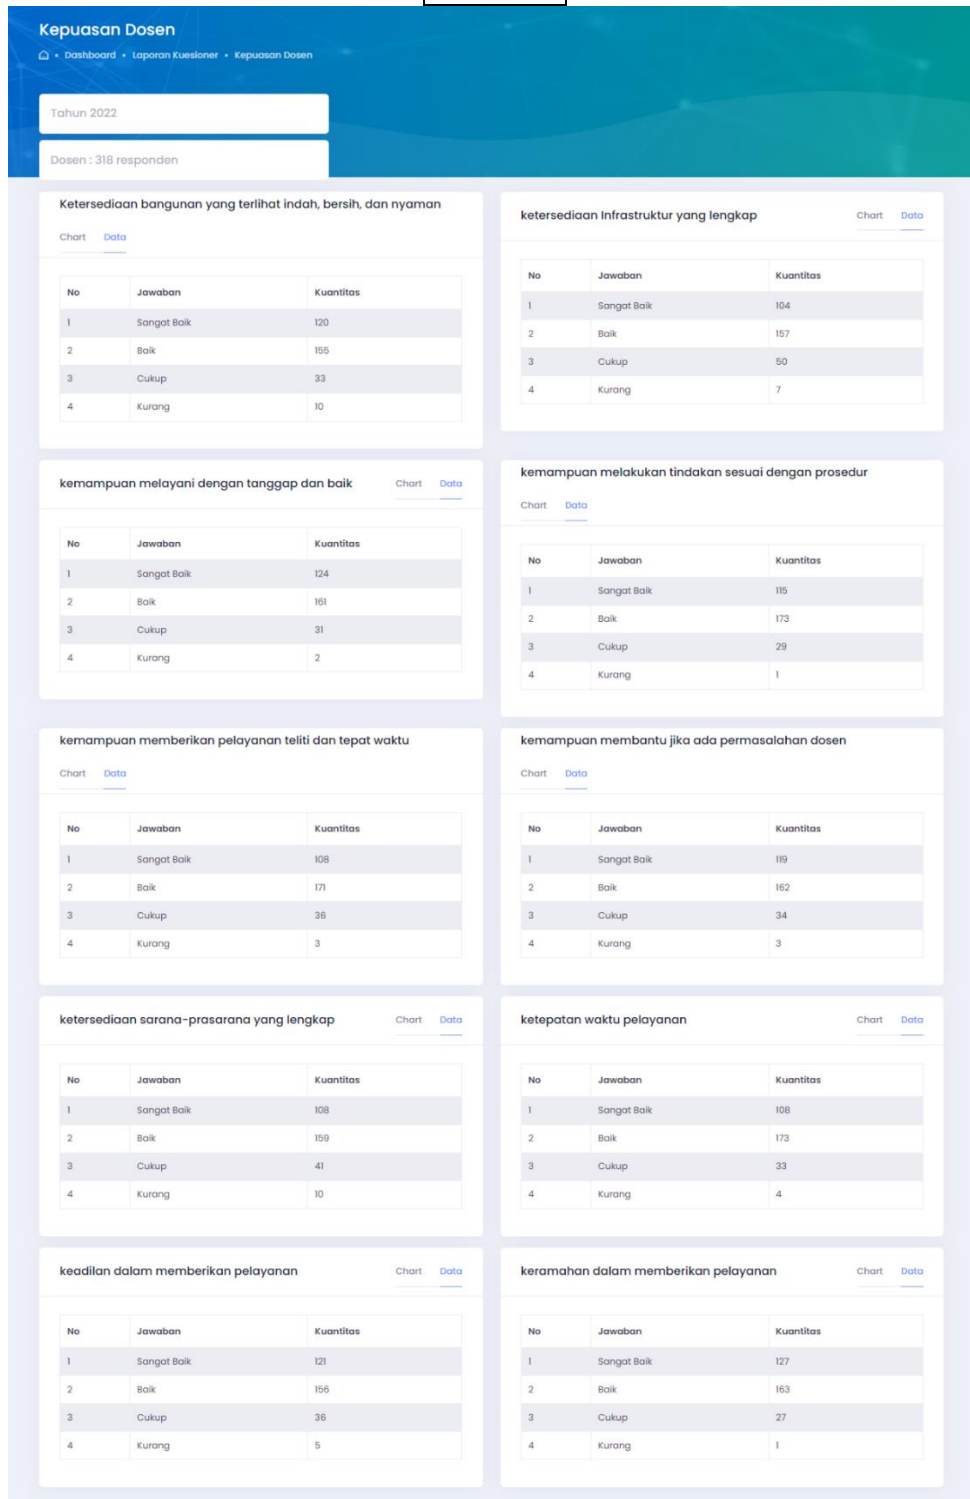 Kepuasan Dosen
Dashboard • Laporan Kuesioner • Kepuasan Dosen
Tahun 2022
Dosen : 318 responden
Ketersediaan bangunan yang terlihat indah, bersih, dan nyaman
Chart Data
No Jawaban Kuantitas
1 Sangat Baik 120
2 Baik 155
3 Cukup 33
4 Kurang 10
ketersediaan Infrastruktur yang lengkap Chart Data
No Jawaban Kuantitas
1 Sangat Baik 104
2 Baik 157
3 Cukup 50
4 Kurang 7
kemampuan melayani dengan tanggap dan baik Chart Data
No Jawaban Kuantitas
1 Sangat Baik 124
2 Baik 161
3 Cukup 31
4 Kurang 2
kemampuan melakukan tindakan sesuai dengan prosedur
Chart Data
No Jawaban Kuantitas
1 Sangat Baik 115
2 Baik 173
3 Cukup 29
4 Kurang 1
kemampuan memberikan pelayanan teliti dan tepat waktu
Chart Data
No Jawaban Kuantitas
1 Sangat Baik 108
2 Baik 171
3 Cukup 36
4 Kurang 3
kemampuan membantu jika ada permasalahan dosen
Chart Data
No Jawaban Kuantitas
1 Sangat Baik 119
2 Baik 162
3 Cukup 34
4 Kurang 3
ketersediaan sarana-prasarana yang lengkap Chart Data
No Jawaban Kuantitas
1 Sangat Baik 108
2 Baik 159
3 Cukup 41
4 Kurang 10
ketepatan waktu pelayanan Chart Data
No Jawaban Kuantitas
1 Sangat Baik 108
2 Baik 173
3 Cukup 33
4 Kurang 4
keadilan dalam memberikan pelayanan Chart Data
No Jawaban Kuantitas
1 Sangat Baik 121
2 Baik 156
3 Cukup 36
4 Kurang 5
keramahan dalam memberikan pelayanan Chart Data
No Jawaban Kuantitas
1 Sangat Baik 127
2 Baik 163
3 Cukup 27
4 Kurang 1